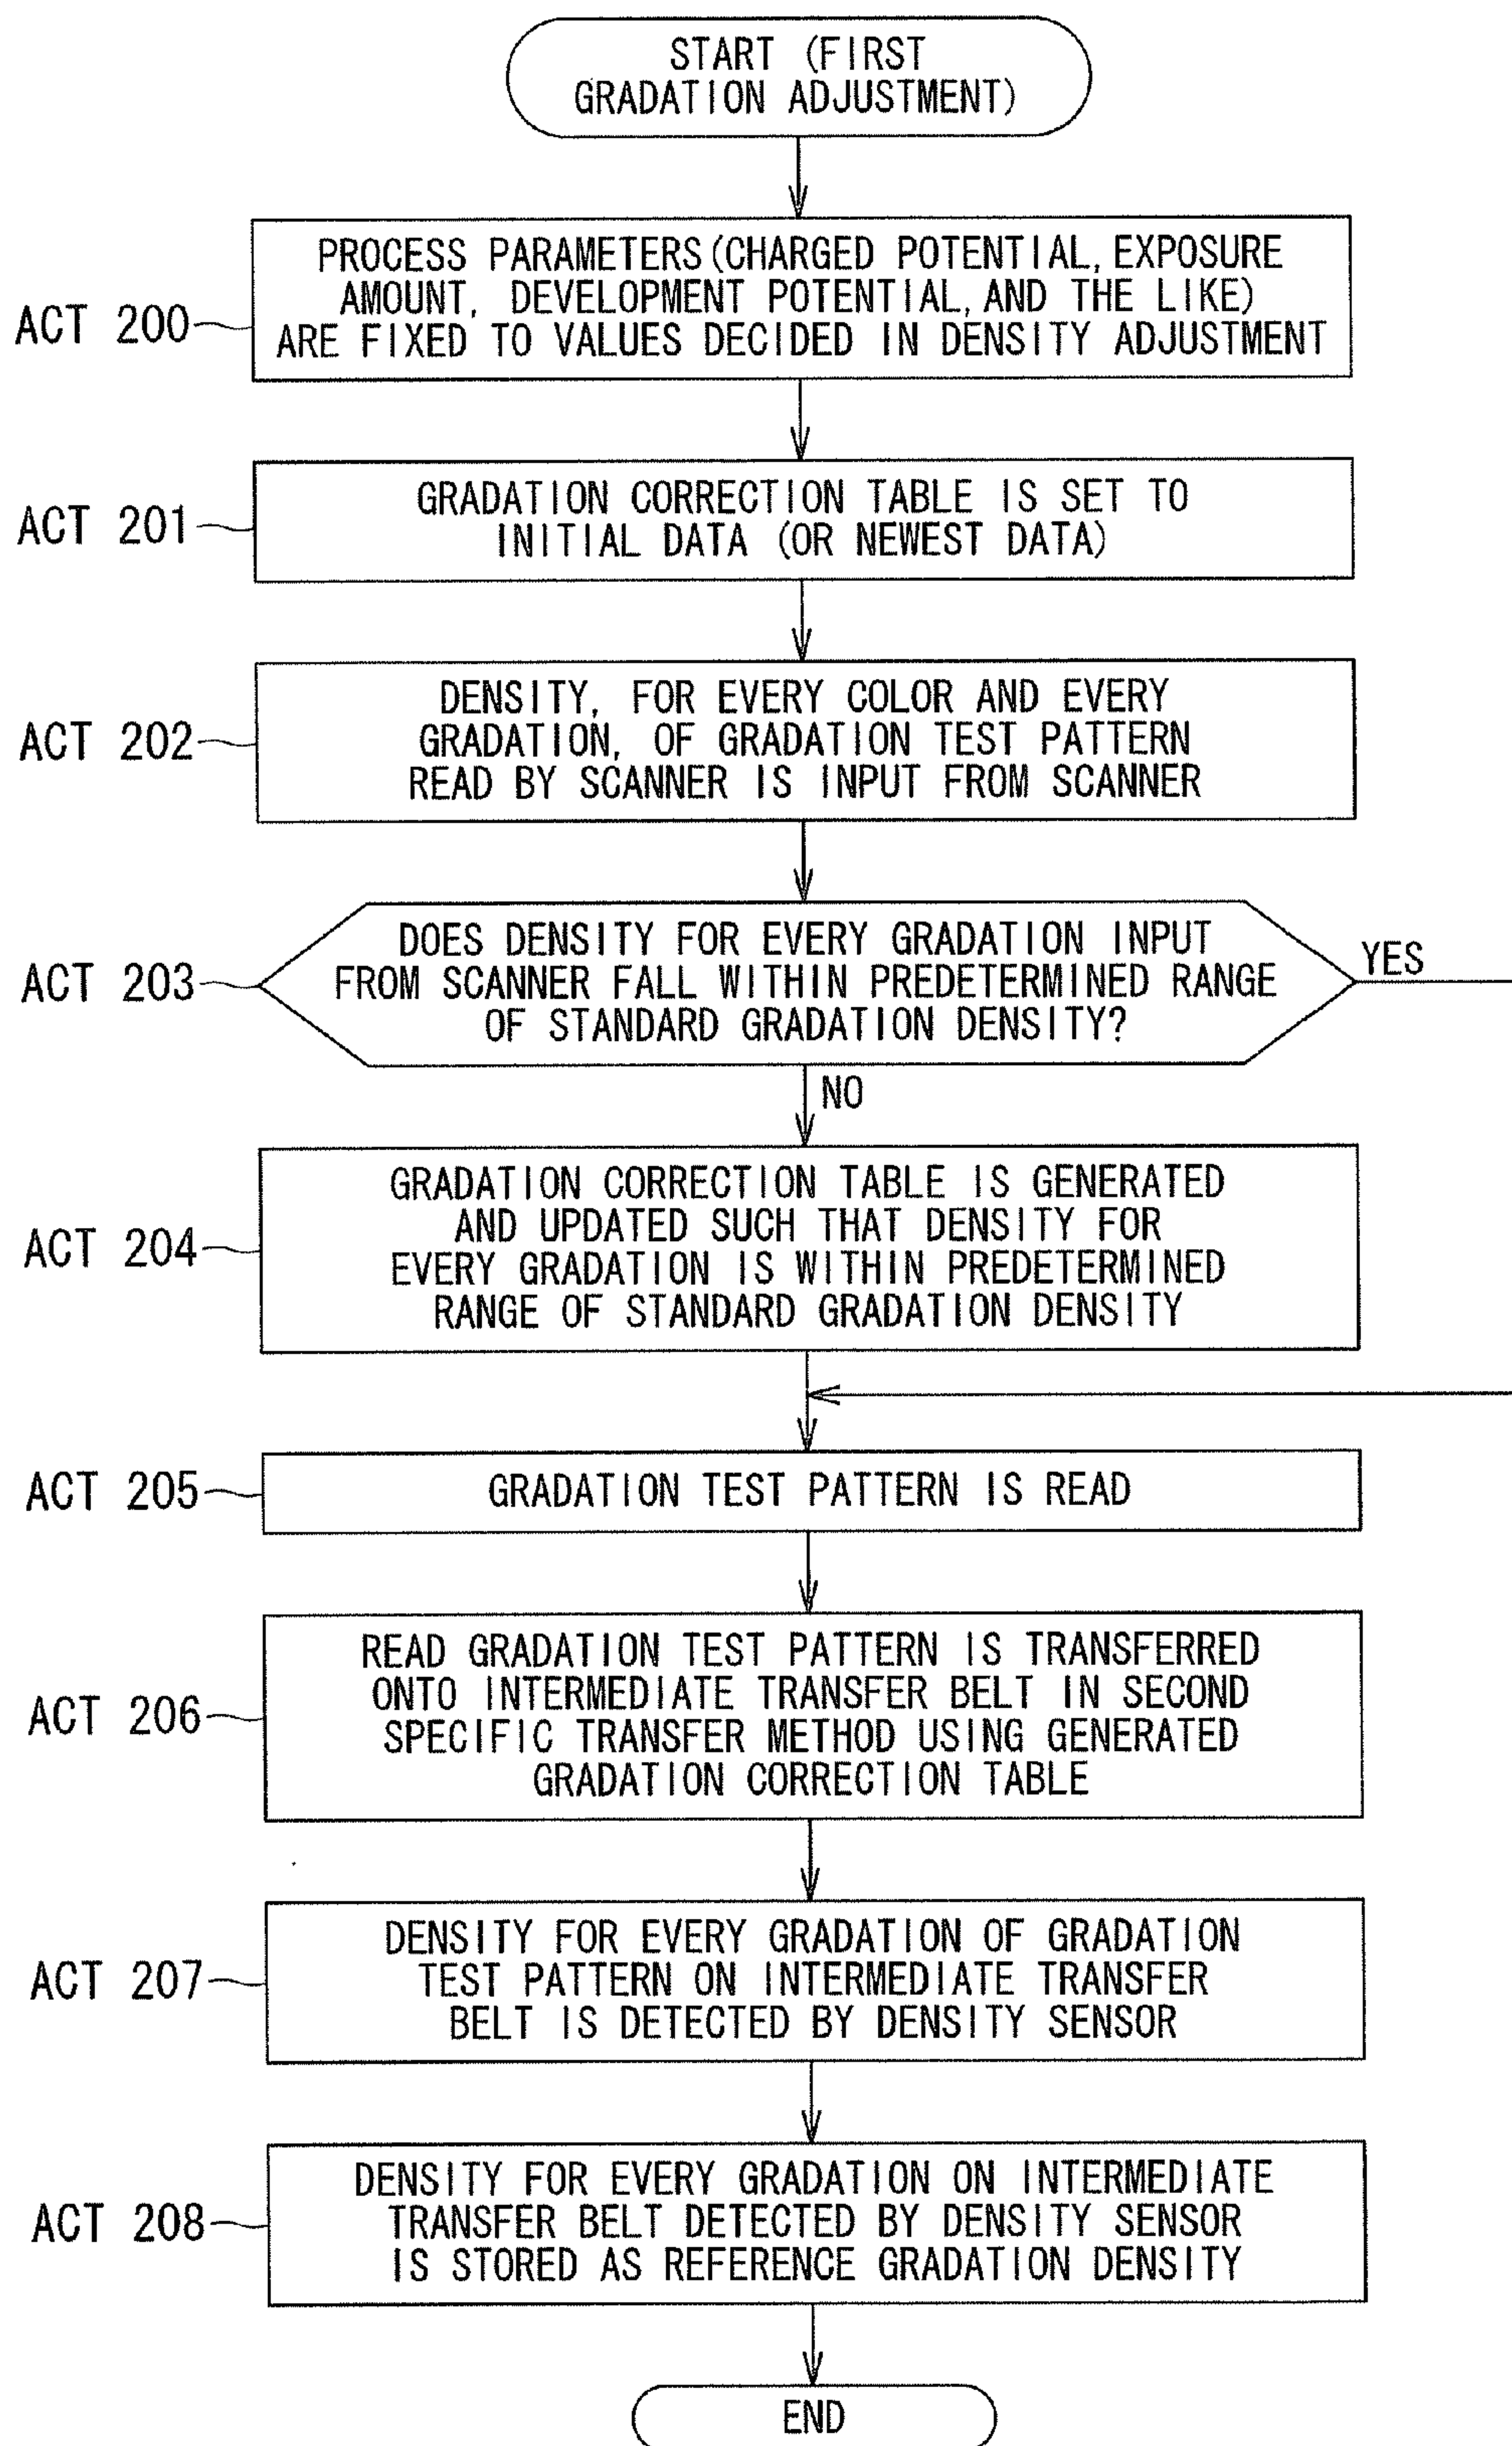 START (FIRST
GRADATION ADJUSTMENT)
ACT 200
PROCESS PARAMETERS (CHARGED POTENTIAL, EXPOSURE
AMOUNT, DEVELOPMENT POTENTIAL, AND THE LIKE)
ARE FIXED TO VALUES DECIDED IN DENSITY ADJUSTMENT
ACT 201
GRADATION CORRECTION TABLE IS SET TO
INITIAL DATA (OR NEWEST DATA)
ACT 202
DENSITY, FOR EVERY COLOR AND EVERY
GRADATION, OF GRADATION TEST PATTERN
READ BY SCANNER IS INPUT FROM SCANNER
ACT 203
DOES DENSITY FOR EVERY GRADATION INPUT
FROM SCANNER FALL WITHIN PREDETERMINED RANGE
OF STANDARD GRADATION DENSITY?
YES
NO
ACT 204
GRADATION CORRECTION TABLE IS GENERATED
AND UPDATED SUCH THAT DENSITY FOR
EVERY GRADATION IS WITHIN PREDETERMINED
RANGE OF STANDARD GRADATION DENSITY
ACT 205
GRADATION TEST PATTERN IS READ
ACT 206
READ GRADATION TEST PATTERN IS TRANSFERRED
ONTO INTERMEDIATE TRANSFER BELT IN SECOND
SPECIFIC TRANSFER METHOD USING GENERATED
GRADATION CORRECTION TABLE
ACT 207
DENSITY FOR EVERY GRADATION OF GRADATION
TEST PATTERN ON INTERMEDIATE TRANSFER
BELT IS DETECTED BY DENSITY SENSOR
ACT 208
DENSITY FOR EVERY GRADATION ON INTERMEDIATE
TRANSFER BELT DETECTED BY DENSITY SENSOR
IS STORED AS REFERENCE GRADATION DENSITY
END